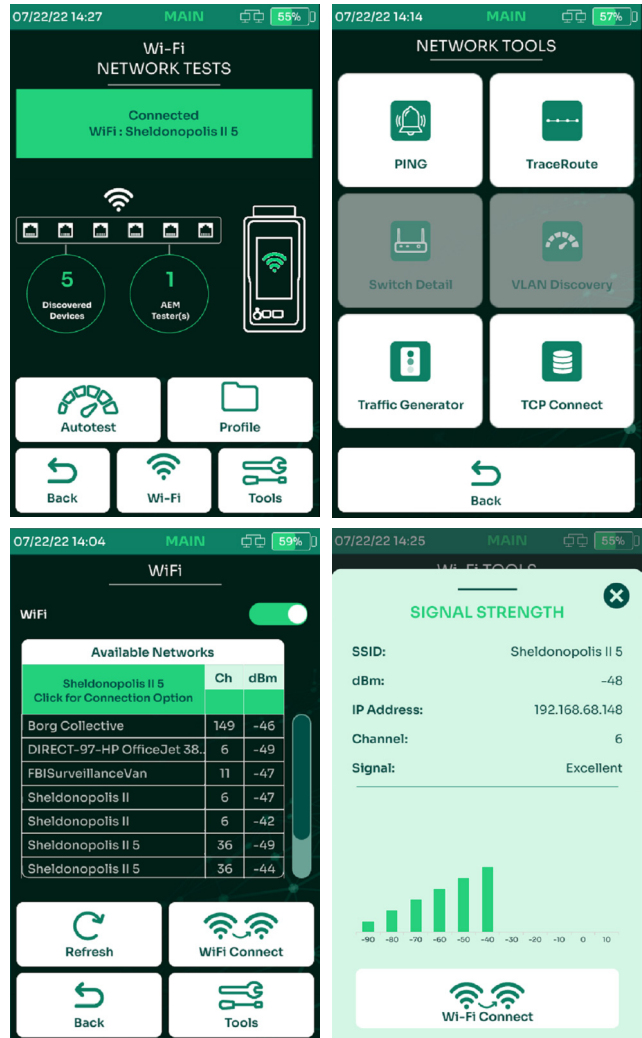 07/22/22 14:27 MAIN 55%
Wi-Fi
NETWORK TESTS
Connected
WiFi : Sheldonopolis II 5
5
Discovered
Devices
1
AEM
Tester(s)
Autotest
Profile
Back
Wi-Fi
Tools
07/22/22 14:14 MAIN 57%
NETWORK TOOLS
PING
TraceRoute
Switch Detail
VLAN Discovery
Traffic Generator
TCP Connect
Back
07/22/22 14:04 MAIN 59%
WiFi
WiFi
Available Networks
Sheldonopolis II 5 Ch dBm
Click for Connection Option
Borg Collective 149 -46
DIRECT-97-HP OfficeJet 38.. 6 -49
FBISurveillanceVan 11 -47
Sheldonopolis II 6 -47
Sheldonopolis II 6 -42
Sheldonopolis II 5 36 -49
Sheldonopolis II 5 36 -44
Refresh
WiFi Connect
Back
Tools
07/22/22 14:25 MAIN 55%
Wi-Fi TOOLS
SIGNAL STRENGTH
SSID: Sheldonopolis II 5
dBm: -48
IP Address: 192.168.68.148
Channel: 6
Signal: Excellent
-90 -80 -70 -60 -50 -40 -30 -20 -10 0 10
Wi-Fi Connect